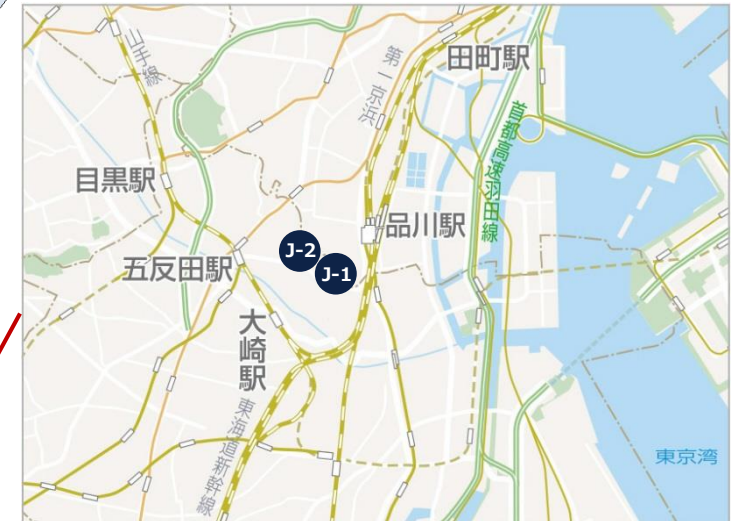 山手線
第一京浜
田町駅
首都高速羽田線
目黒駅
品川駅
J-2
J-1
五反田駅
大崎駅
東海道新幹線
東京湾